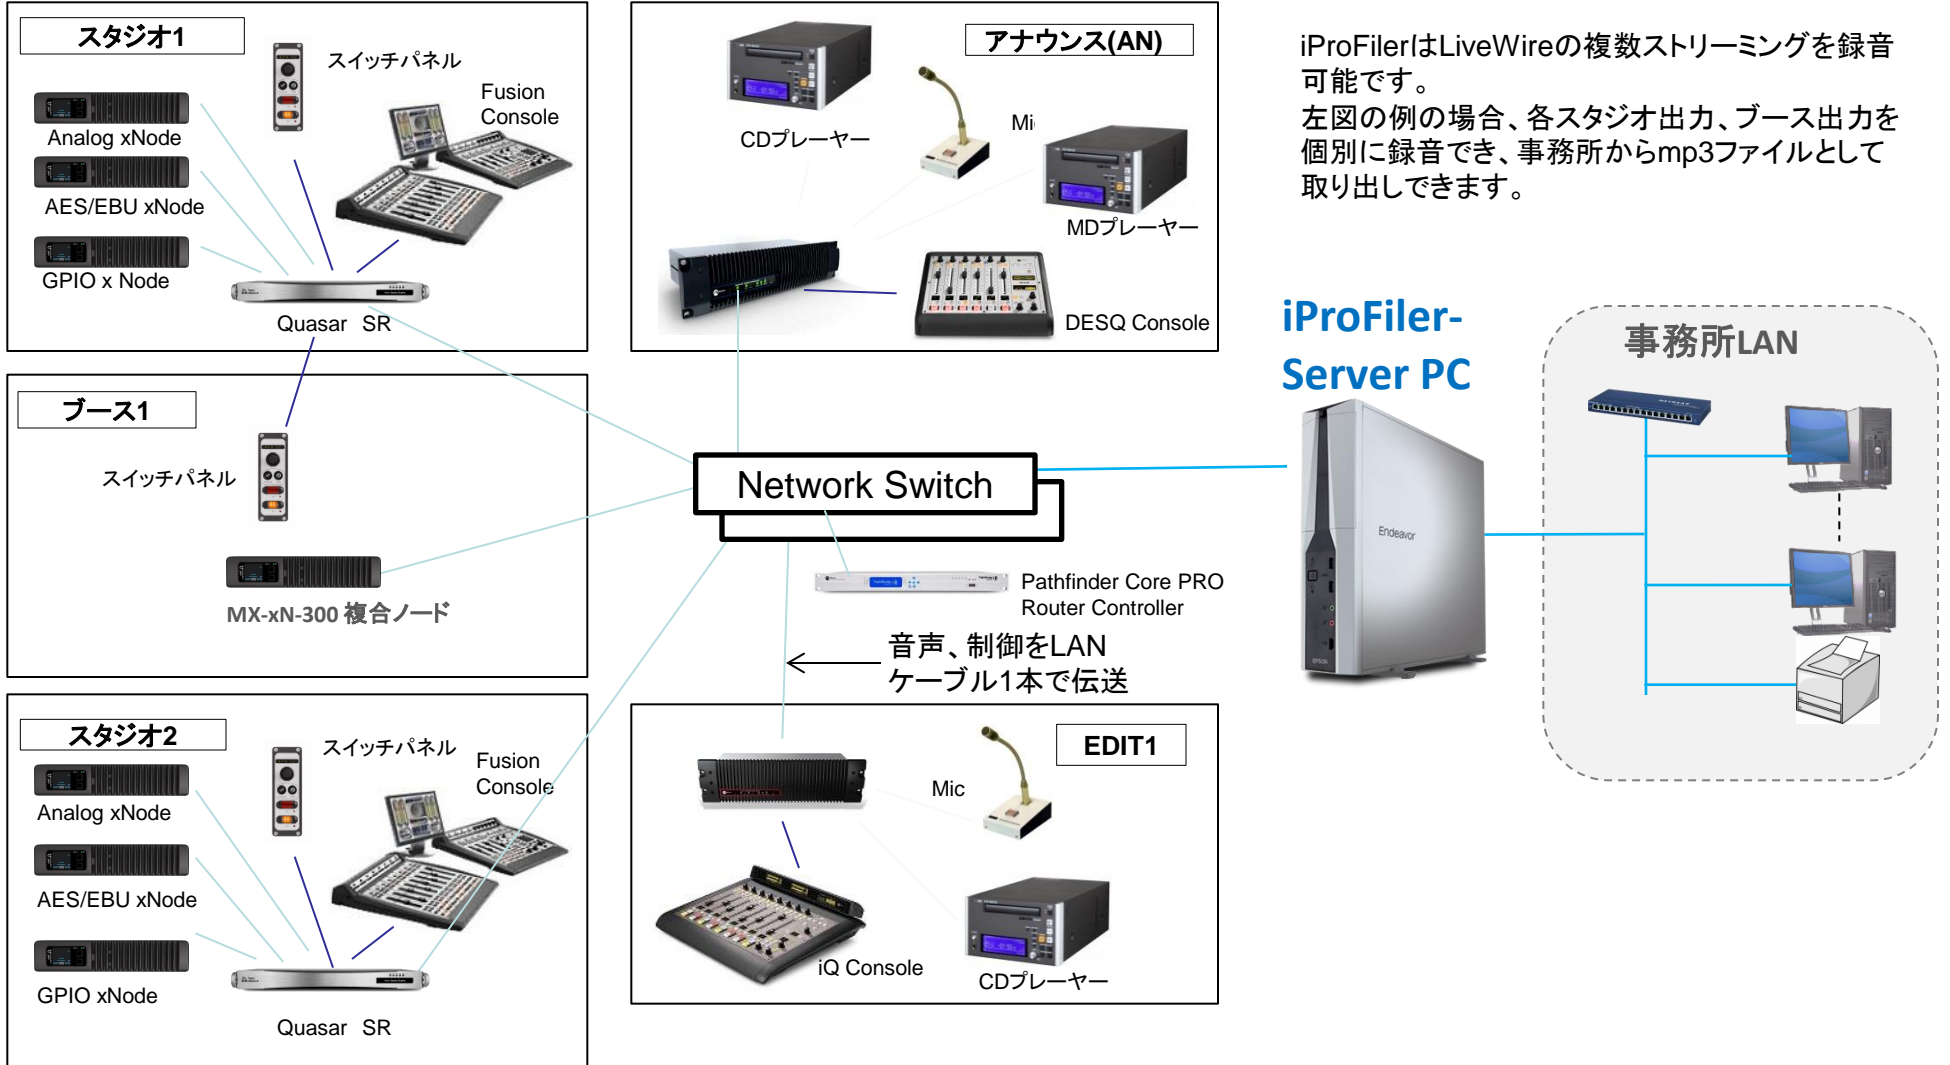 スタジオ1
スイッチパネル
Fusion
Console
Analog xNode
AES/EBU xNode
GPIO x Node
Quasar SR
ブース1
スイッチパネル
MX-xN-300 複合ノード
スタジオ2
スイッチパネル
Fusion
Console
Analog xNode
AES/EBU xNode
GPIO xNode
Quasar SR
アナウンス(AN)
CDプレーヤー
Mic
MDプレーヤー
DESQ Console
Network Switch
Pathfinder Core PRO
Router Controller
音声、制御をLAN
ケーブル1本で伝送
EDIT1
Mic
iQ Console
CDプレーヤー
iProFilerはLiveWireの複数ストリーミングを録音
可能です。
左図の例の場合、各スタジオ出力、ブース出力を
個別に録音でき、事務所からmp3ファイルとして
取り出しできます。
iProFiler-
Server PC
Endeavor
EPSON
事務所LAN
NETGEAR